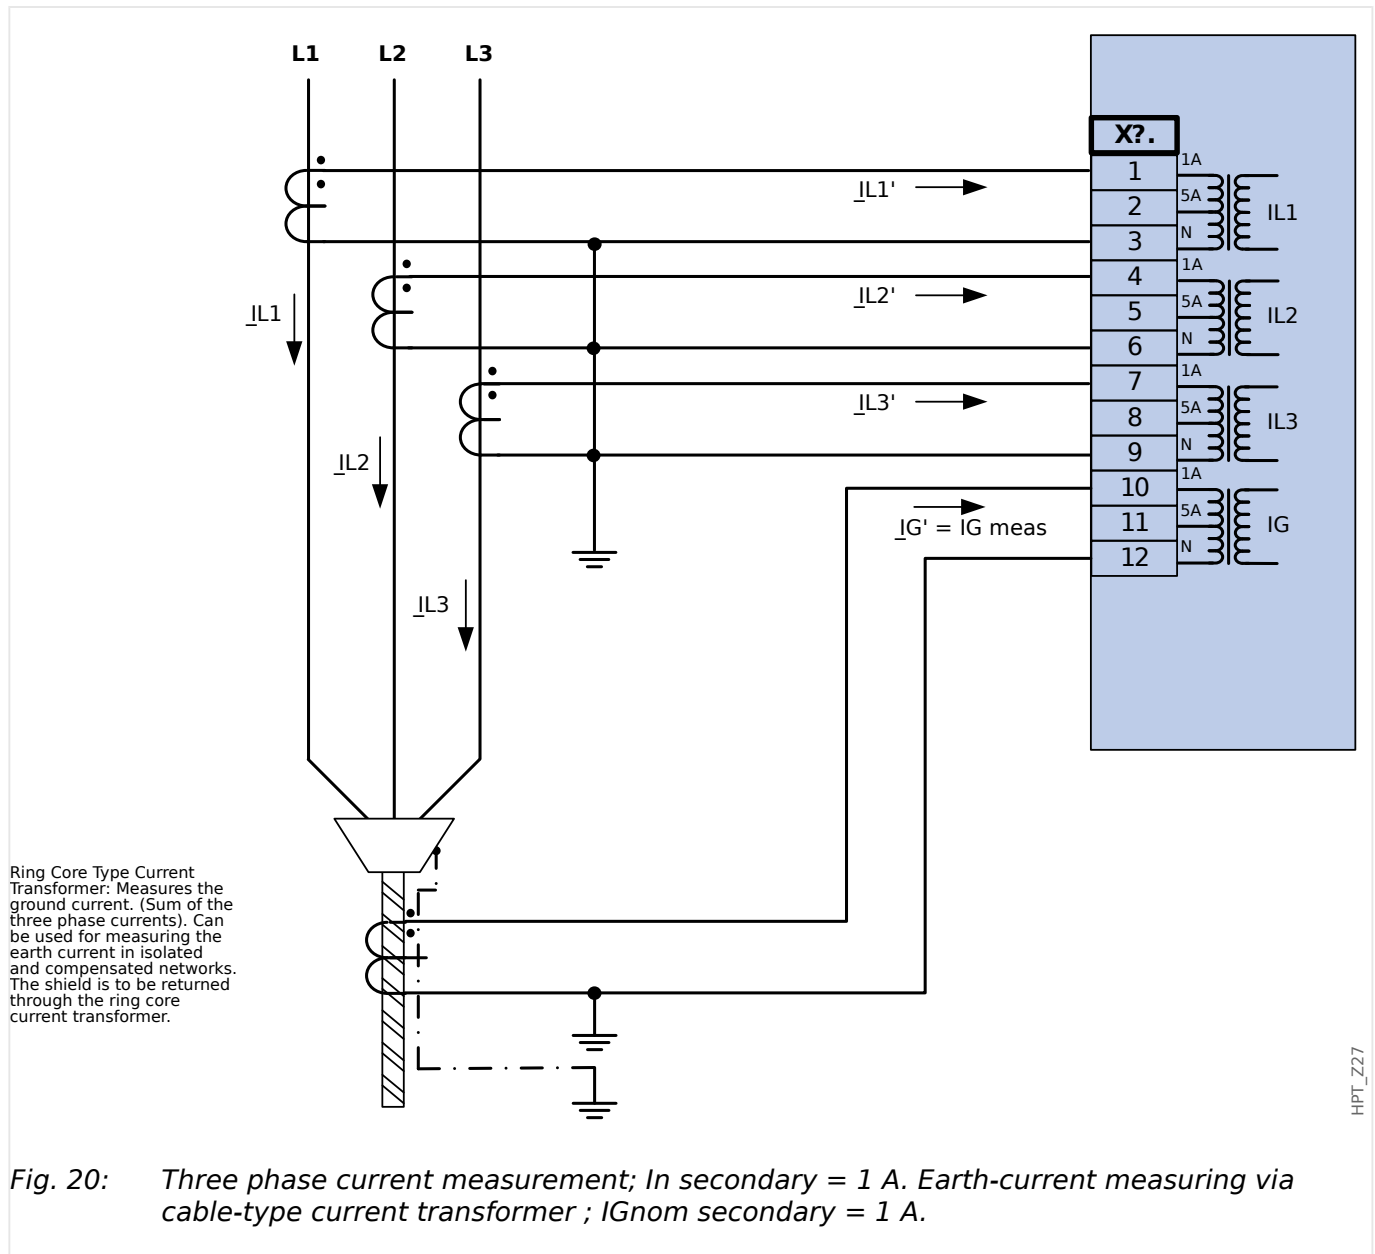 L1 L2 L3
X?.
1 1A
_IL1' 2 5A IL1
3 N
4 1A
_IL2' 5 5A IL2
_IL1
6 N
7 1A
_IL3' 8 5A IL3
9 N
_IL2
10 1A
_IG' = IG meas 11 5A IG
12 N
_IL3
Ring Core Type Current
Transformer: Measures the
ground current. (Sum of the
three phase currents). Can
be used for measuring the
earth current in isolated
and compensated networks.
The shield is to be returned
through the ring core
current transformer.
HPT_Z27
Fig. 20: Three phase current measurement; In secondary = 1 A. Earth-current measuring via
cable-type current transformer ; IGnom secondary = 1 A.